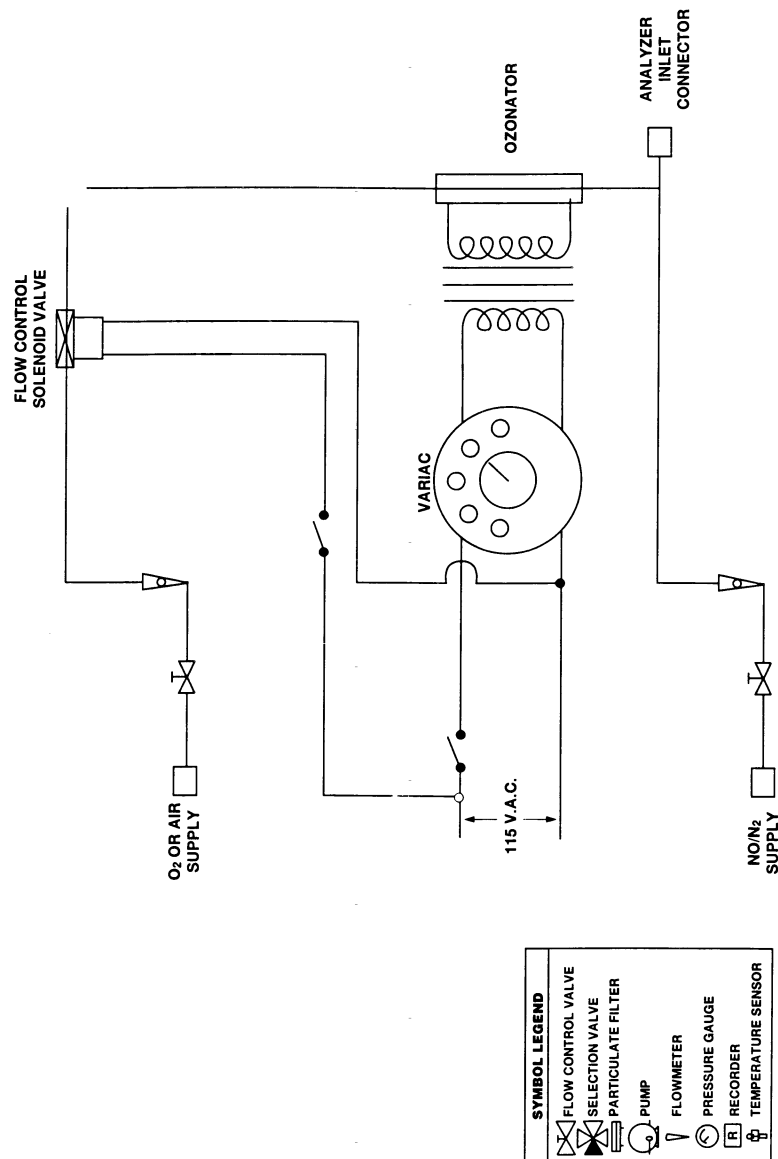 FLOW CONTROL
SOLENOID VALVE
O2 OR AIR
SUPPLY
VARIAC
OZONATOR
115 V.A.C.
ANALYZER
INLET
CONNECTOR
NO/N2
SUPPLY
SYMBOL LEGEND
FLOW CONTROL VALVE
SELECTION VALVE
PARTICULATE FILTER
PUMP
FLOWMETER
PRESSURE GAUGE
R RECORDER
TEMPERATURE SENSOR